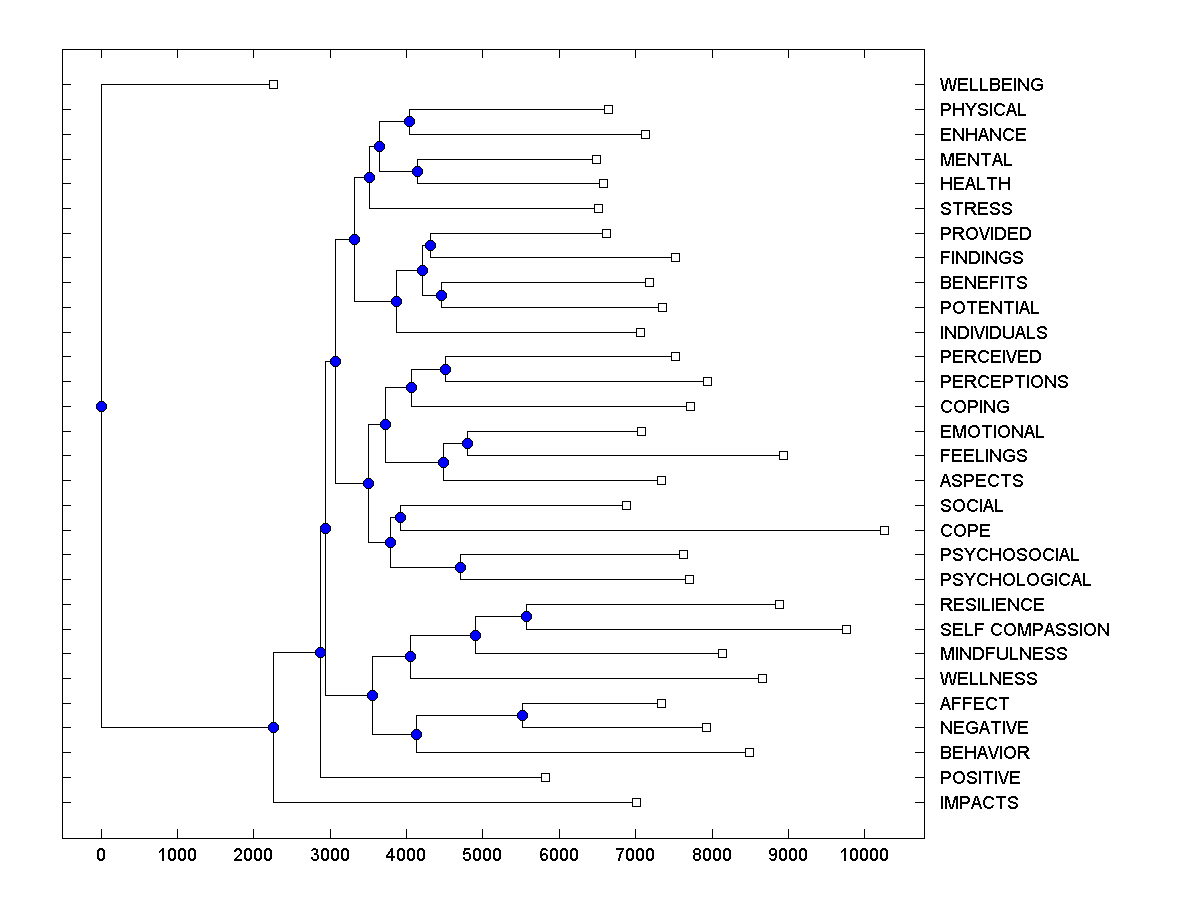 WELLBEING
PHYSICAL
ENHANCE
MENTAL
HEALTH
STRESS
PROVIDED
FINDINGS
BENEFITS
POTENTIAL
INDIVIDUALS
PERCEIVED
PERCEPTIONS
COPING
EMOTIONAL
FEELINGS
ASPECTS
SOCIAL
COPE
PSYCHOSOCIAL
PSYCHOLOGICAL
RESILIENCE
SELF COMPASSION
MINDFULNESS
WELLNESS
AFFECT
NEGATIVE
BEHAVIOR
POSITIVE
IMPACTS
0 1000 2000 3000 4000 5000 6000 7000 8000 9000 10000